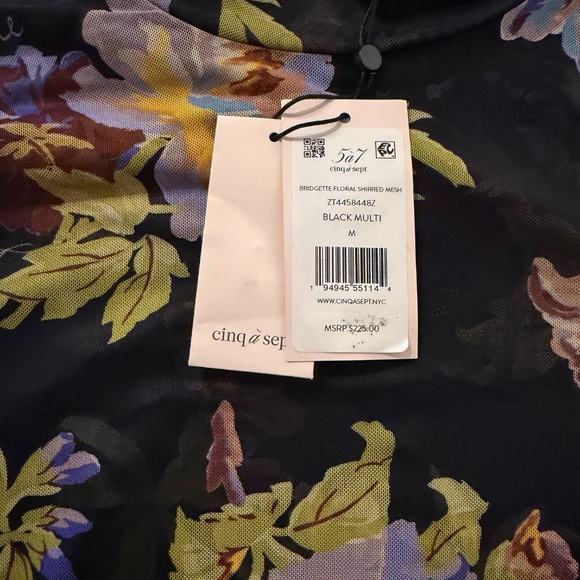 5à7
cinq à sept
BRIDGETTE FLORAL SHIRRED MESH
ZT4458448Z
BLACK MULTI
M
1 94945 55114 4
WWW.CINQASEPT.NYC
MSRP $225.00
cinq à sept